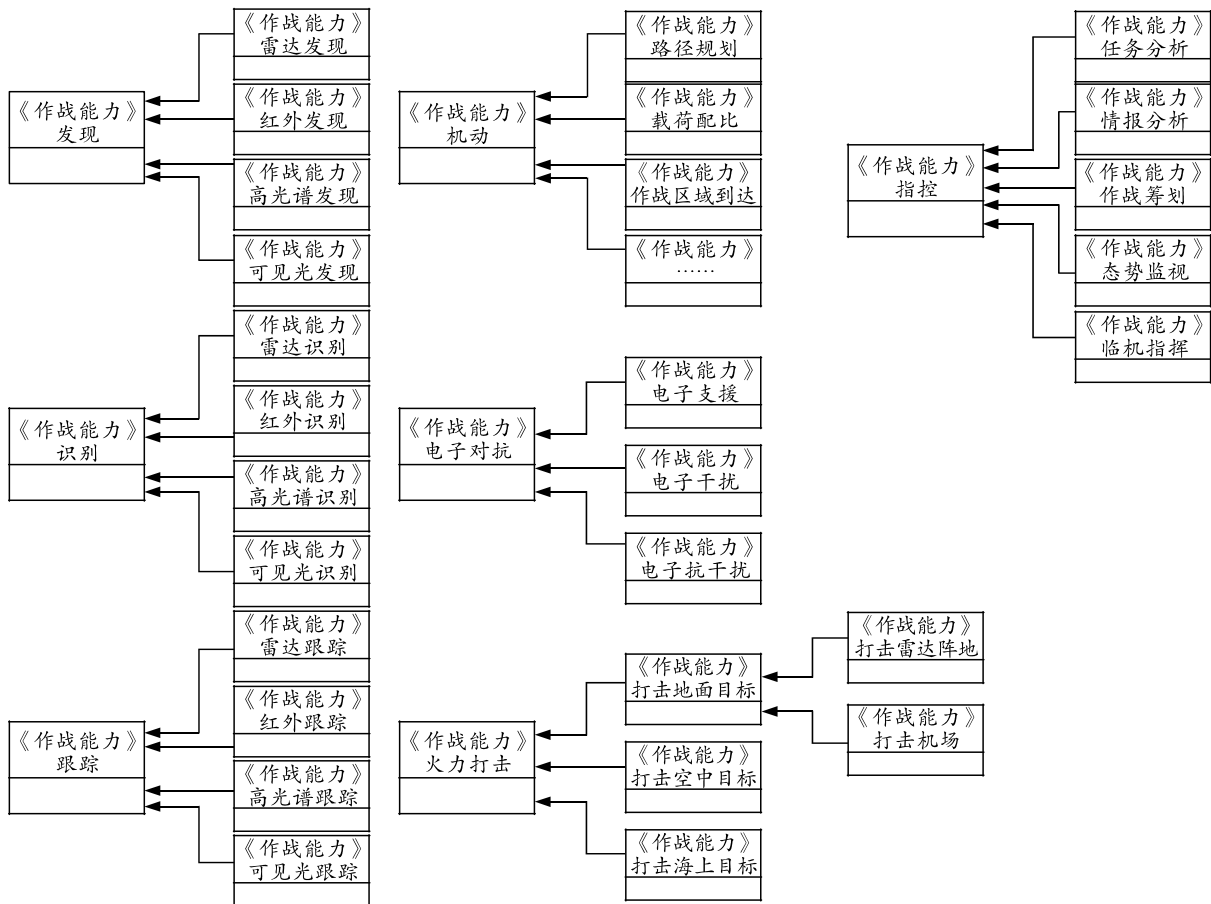 《作战能力》
雷达发现
《作战能力》
红外发现
《作战能力》
发现
《作战能力》
高光谱发现
《作战能力》
可见光发现
《作战能力》
雷达识别
《作战能力》
红外识别
《作战能力》
识别
《作战能力》
高光谱识别
《作战能力》
可见光识别
《作战能力》
雷达跟踪
《作战能力》
红外跟踪
《作战能力》
跟踪
《作战能力》
高光谱跟踪
《作战能力》
可见光跟踪
《作战能力》
路径规划
《作战能力》
载荷配比
《作战能力》
机动
《作战能力》
作战区域到达
《作战能力》
……
《作战能力》
电子支援
《作战能力》
电子对抗
《作战能力》
电子干扰
《作战能力》
电子抗干扰
《作战能力》
打击地面目标
《作战能力》
火力打击
《作战能力》
打击空中目标
《作战能力》
打击海上目标
《作战能力》
打击雷达阵地
《作战能力》
打击机场
《作战能力》
任务分析
《作战能力》
情报分析
《作战能力》
指控
《作战能力》
作战筹划
《作战能力》
态势监视
《作战能力》
临机指挥